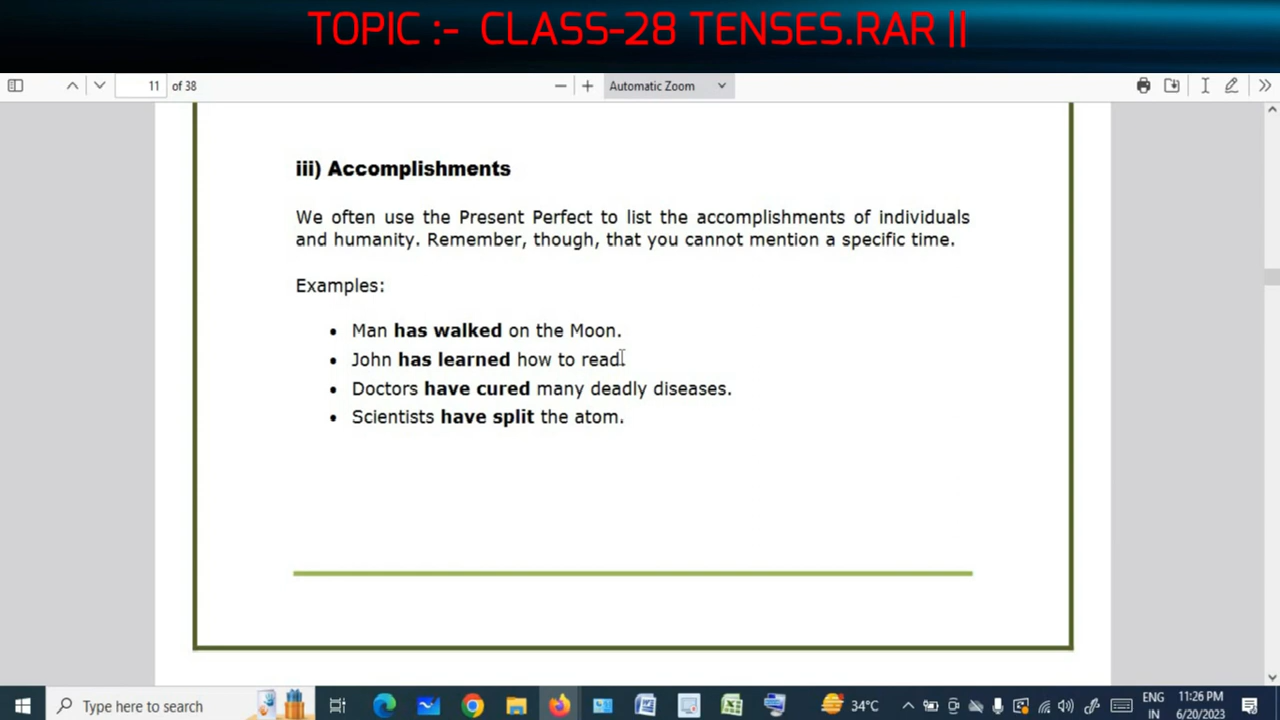 TOPIC :- CLASS-28 TENSES.RAR ||
11 of 38
Automatic Zoom
iii) Accomplishments
We often use the Present Perfect to list the accomplishments of individuals
and humanity. Remember, though, that you cannot mention a specific time.
Examples:
• Man has walked on the Moon.
• John has learned how to read.
• Doctors have cured many deadly diseases.
• Scientists have split the atom.
Type here to search
34°C
ENG
IN
11:26 PM
6/20/2023